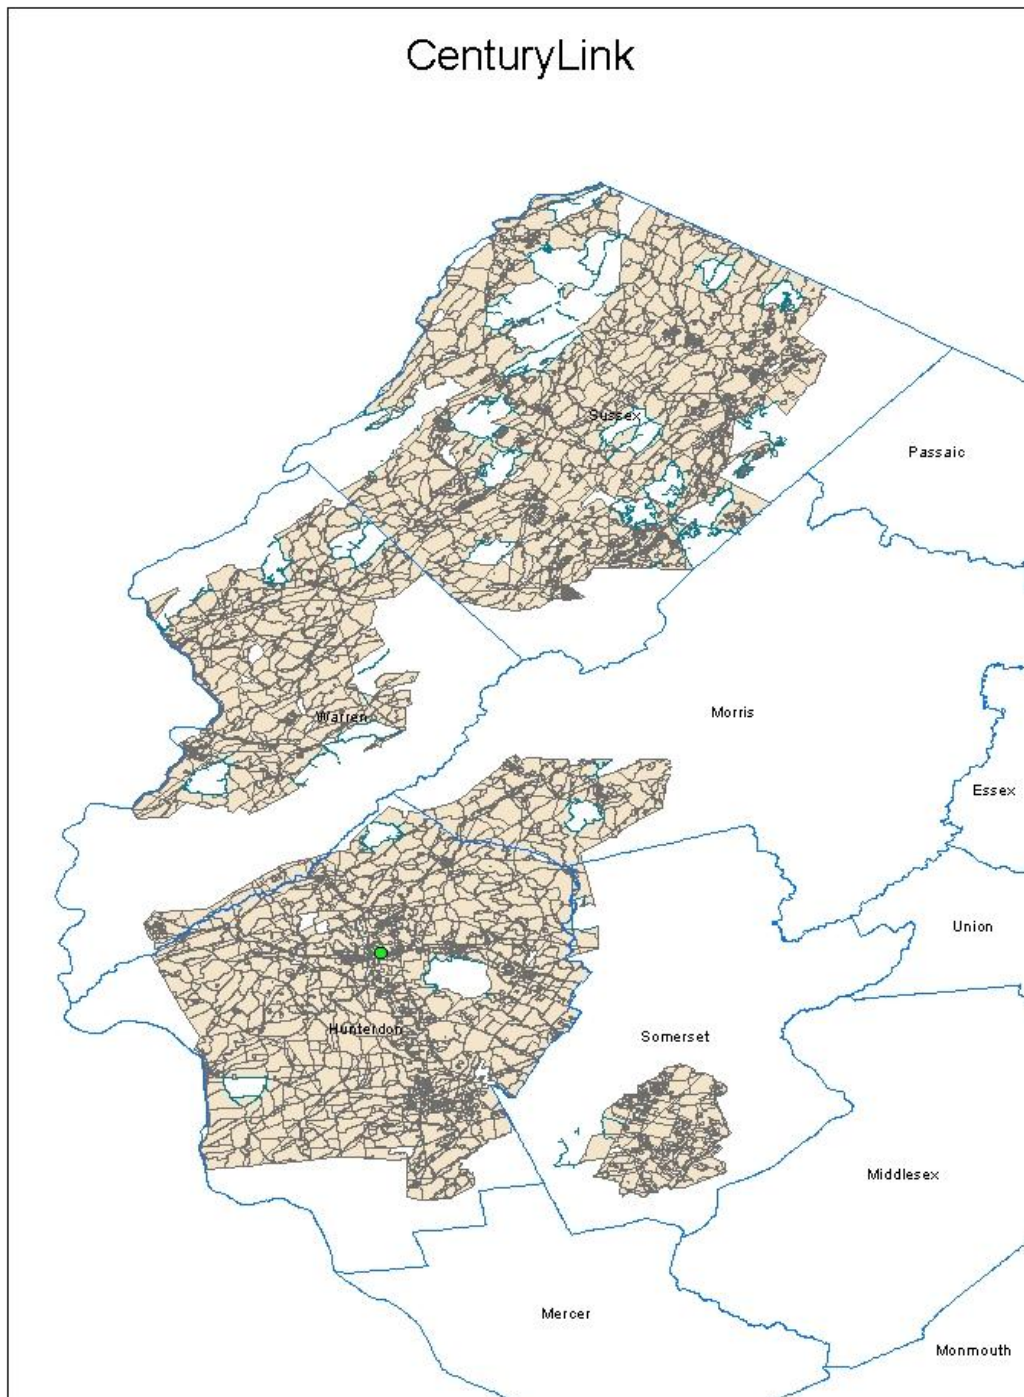 CenturyLink
Sussex
Passaic
Warren
Morris
Essex
Union
Hunterdon
Somerset
Middlesex
Mercer
Monmouth